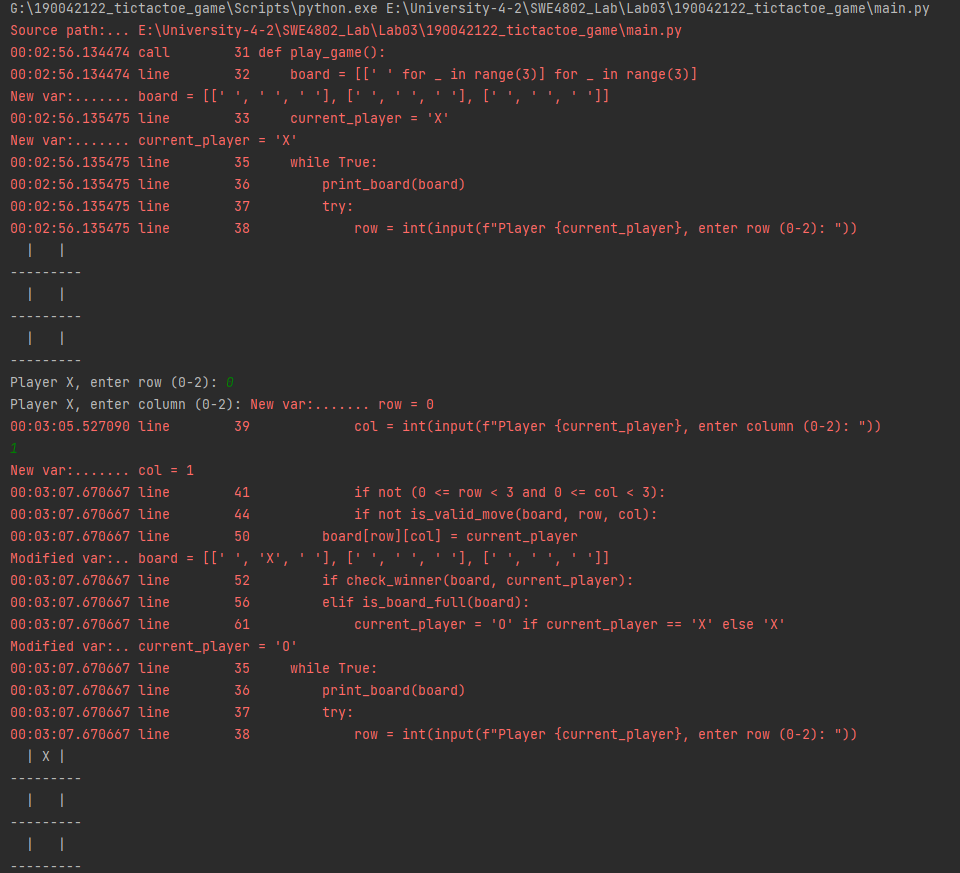 G:\190042122_tictactoe_game\Scripts\python.exe E:\University-4-2\SWE4802_Lab\Lab03\190042122_tictactoe_game\main.py
Source path:... E:\University-4-2\SWE4802_Lab\Lab03\190042122_tictactoe_game\main.py
00:02:56.134474 call        31 def play_game():
00:02:56.134474 line        32     board = [[' ' for _ in range(3)] for _ in range(3)]
New var:....... board = [[' ', ' ', ' '], [' ', ' ', ' '], [' ', ' ', ' ']]
00:02:56.135475 line        33     current_player = 'X'
New var:....... current_player = 'X'
00:02:56.135475 line        35     while True:
00:02:56.135475 line        36         print_board(board)
00:02:56.135475 line        37         try:
00:02:56.135475 line        38             row = int(input(f"Player {current_player}, enter row (0-2): "))
  |   |  
---------
  |   |  
---------
  |   |  
---------
Player X, enter row (0-2): 0
Player X, enter column (0-2): New var:....... row = 0
00:03:05.527090 line        39             col = int(input(f"Player {current_player}, enter column (0-2): "))
1
New var:....... col = 1
00:03:07.670667 line        41             if not (0 <= row < 3 and 0 <= col < 3):
00:03:07.670667 line        44             if not is_valid_move(board, row, col):
00:03:07.670667 line        50         board[row][col] = current_player
Modified var:.. board = [[' ', 'X', ' '], [' ', ' ', ' '], [' ', ' ', ' ']]
00:03:07.670667 line        52         if check_winner(board, current_player):
00:03:07.670667 line        56         elif is_board_full(board):
00:03:07.670667 line        61             current_player = 'O' if current_player == 'X' else 'X'
Modified var:.. current_player = 'O'
00:03:07.670667 line        35     while True:
00:03:07.670667 line        36         print_board(board)
00:03:07.670667 line        37         try:
00:03:07.670667 line        38             row = int(input(f"Player {current_player}, enter row (0-2): "))
  | X |  
---------
  |   |  
---------
  |   |  
---------